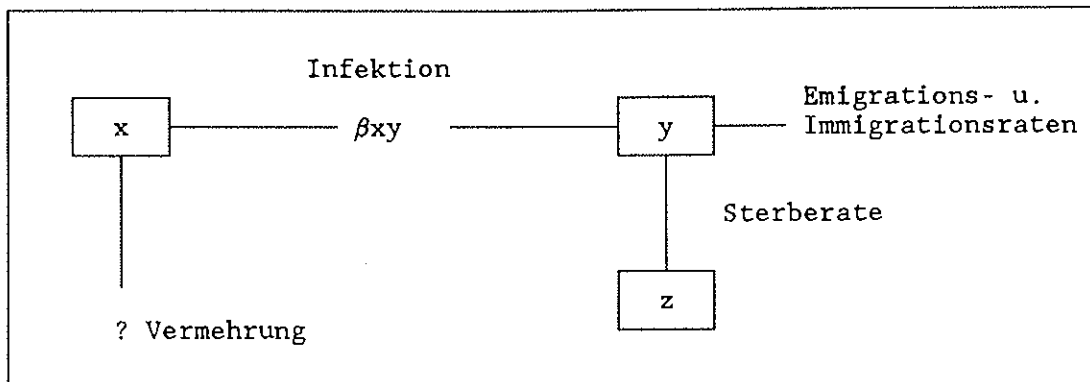 Infektion
x
βxy
y
Emigrations- u.
Immigrationsraten
Sterberate
z
? Vermehrung